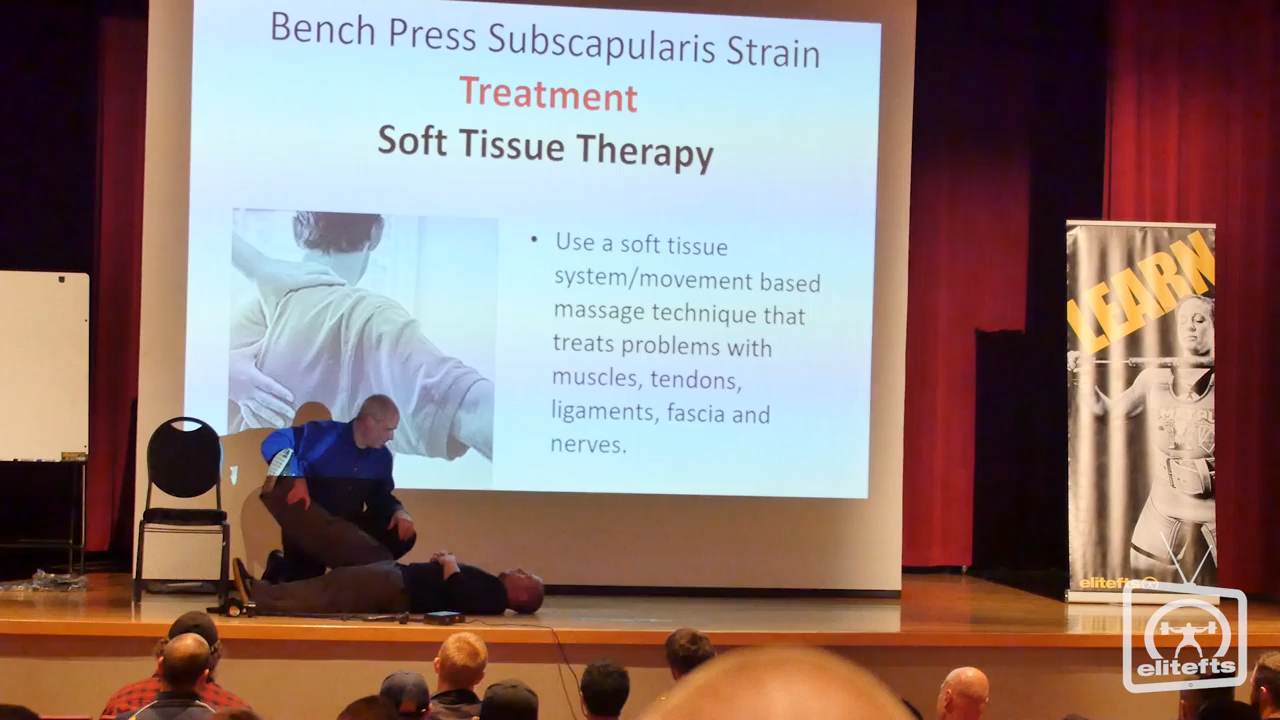 Bench Press Subscapularis Strain
Treatment
Soft Tissue Therapy
• Use a soft tissue
system/movement based
massage technique that
treats problems with
muscles, tendons,
ligaments, fascia and
nerves.
LEARN
elitefts
elitefts